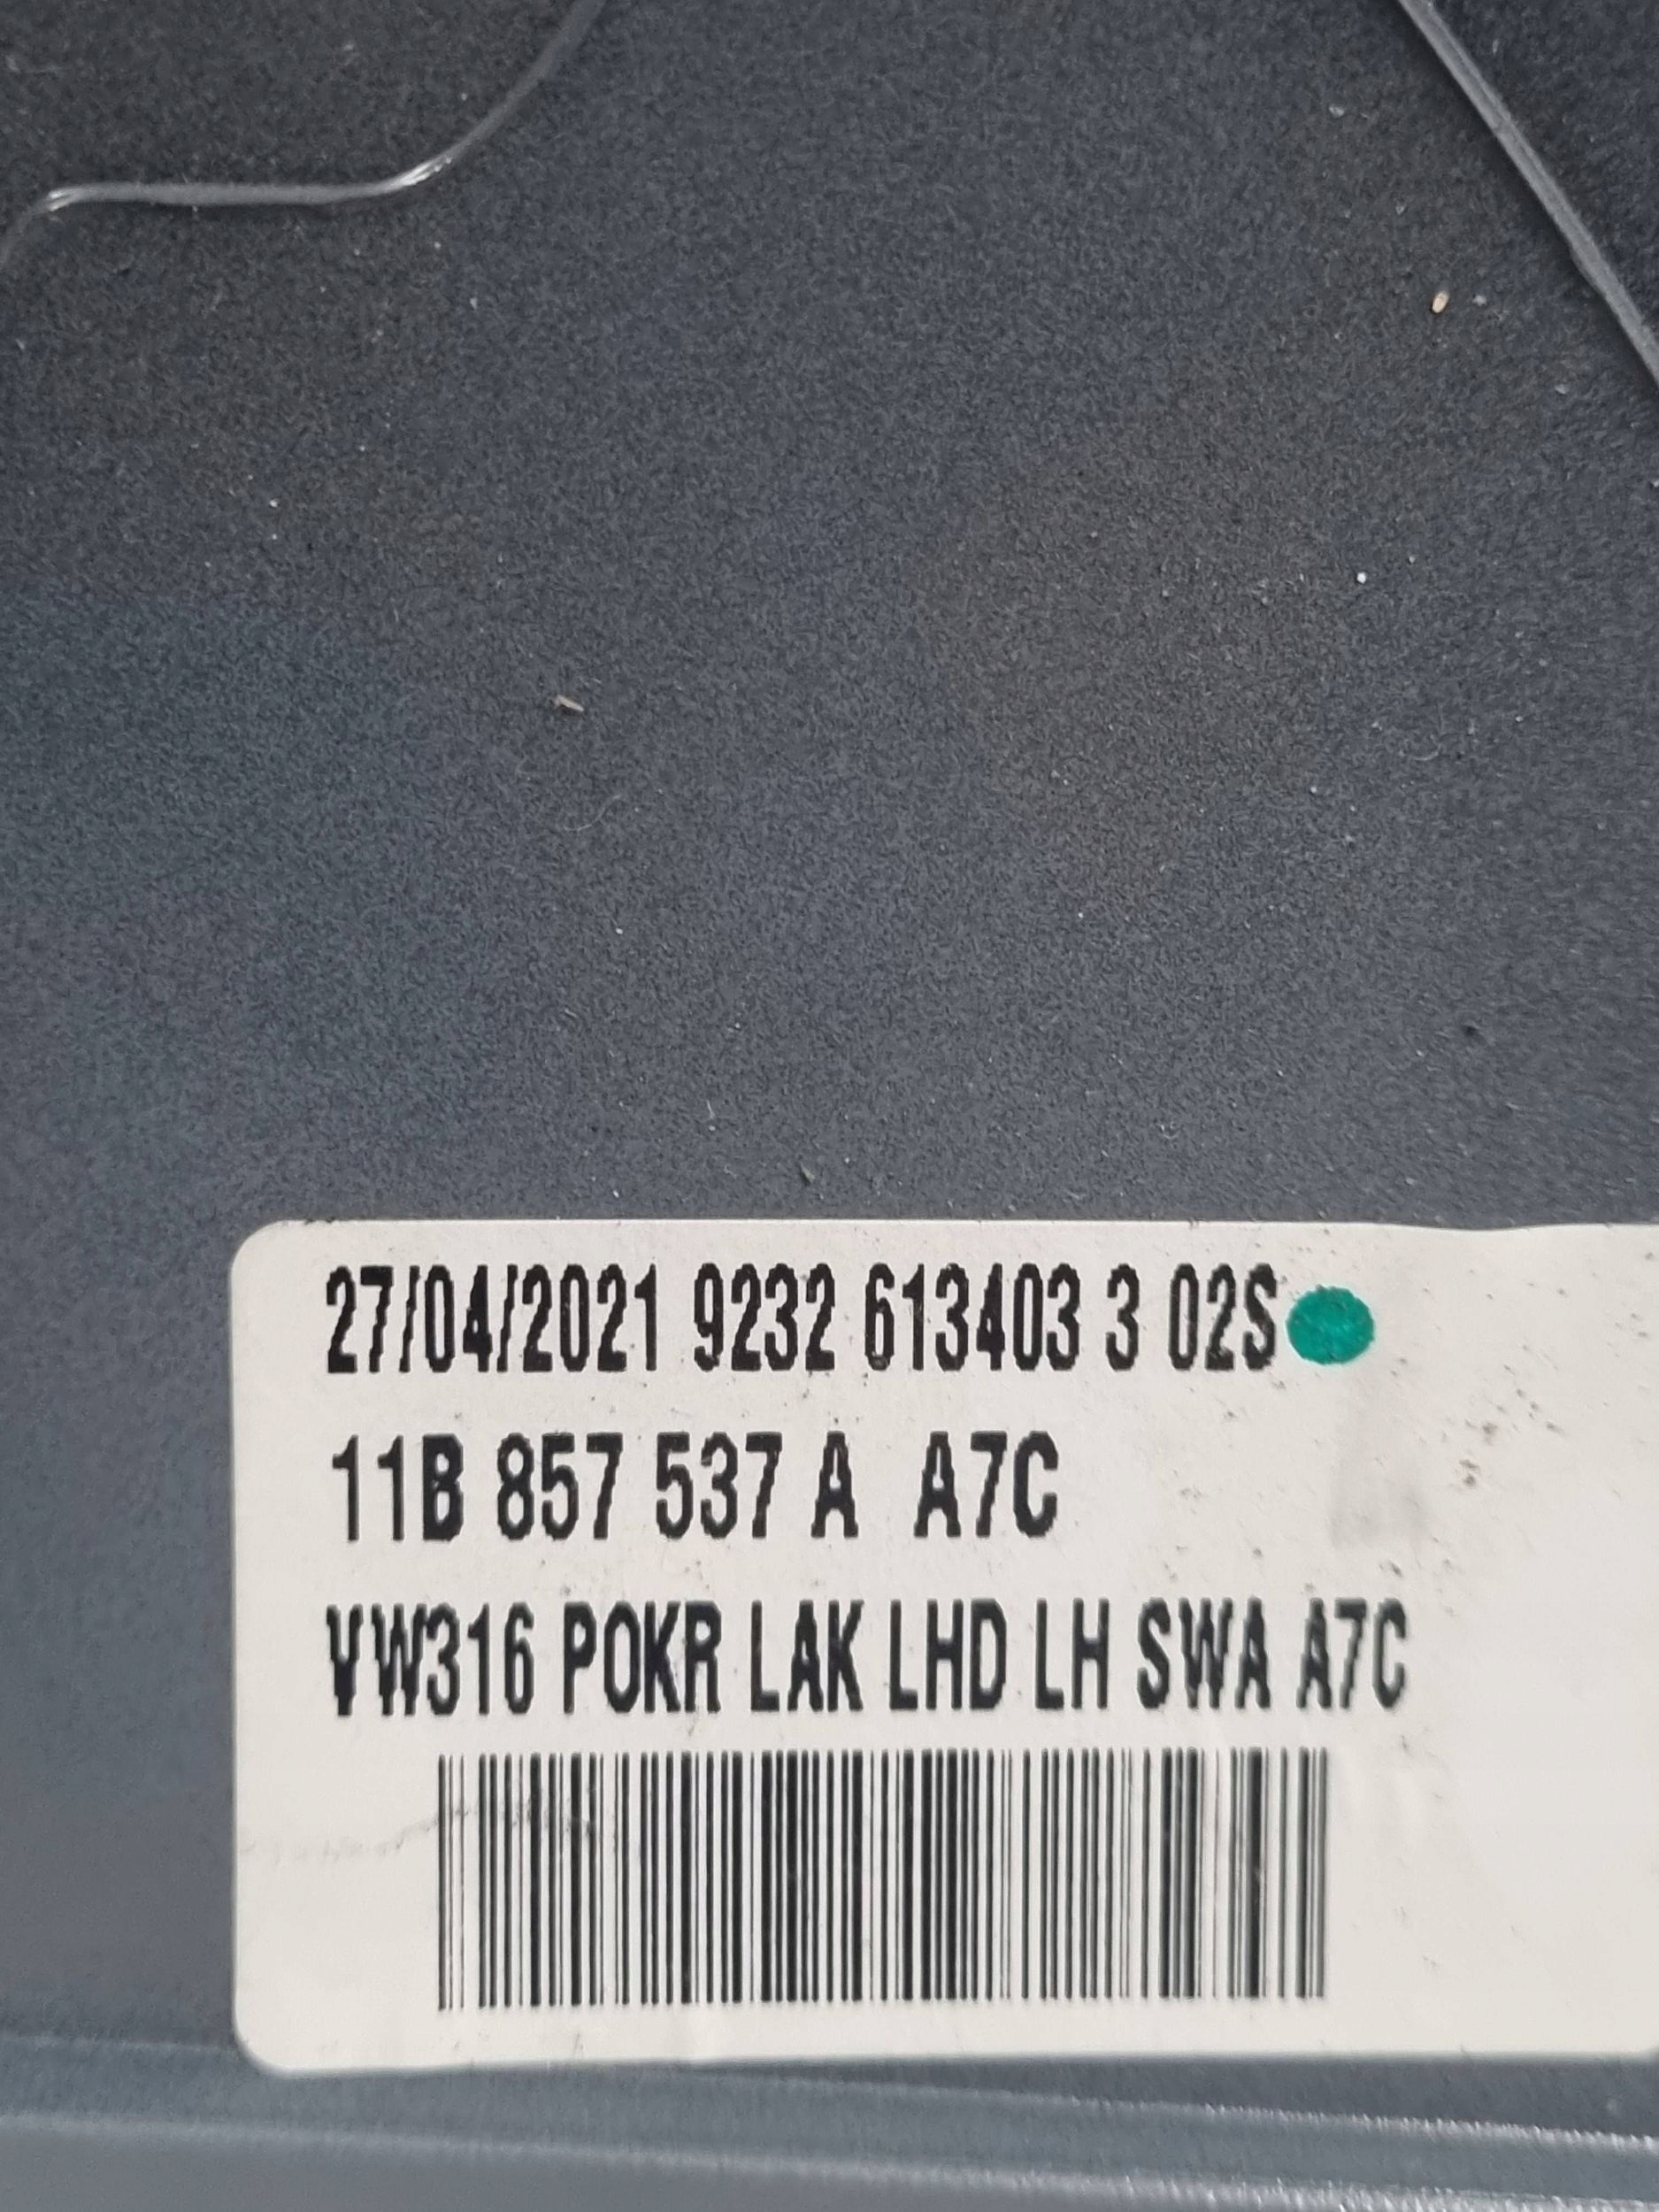 27/04/2021 9232 613403 3 02S
11B 857 537 A A7C
VW316 POKR LAK LHD LH SWA A7C